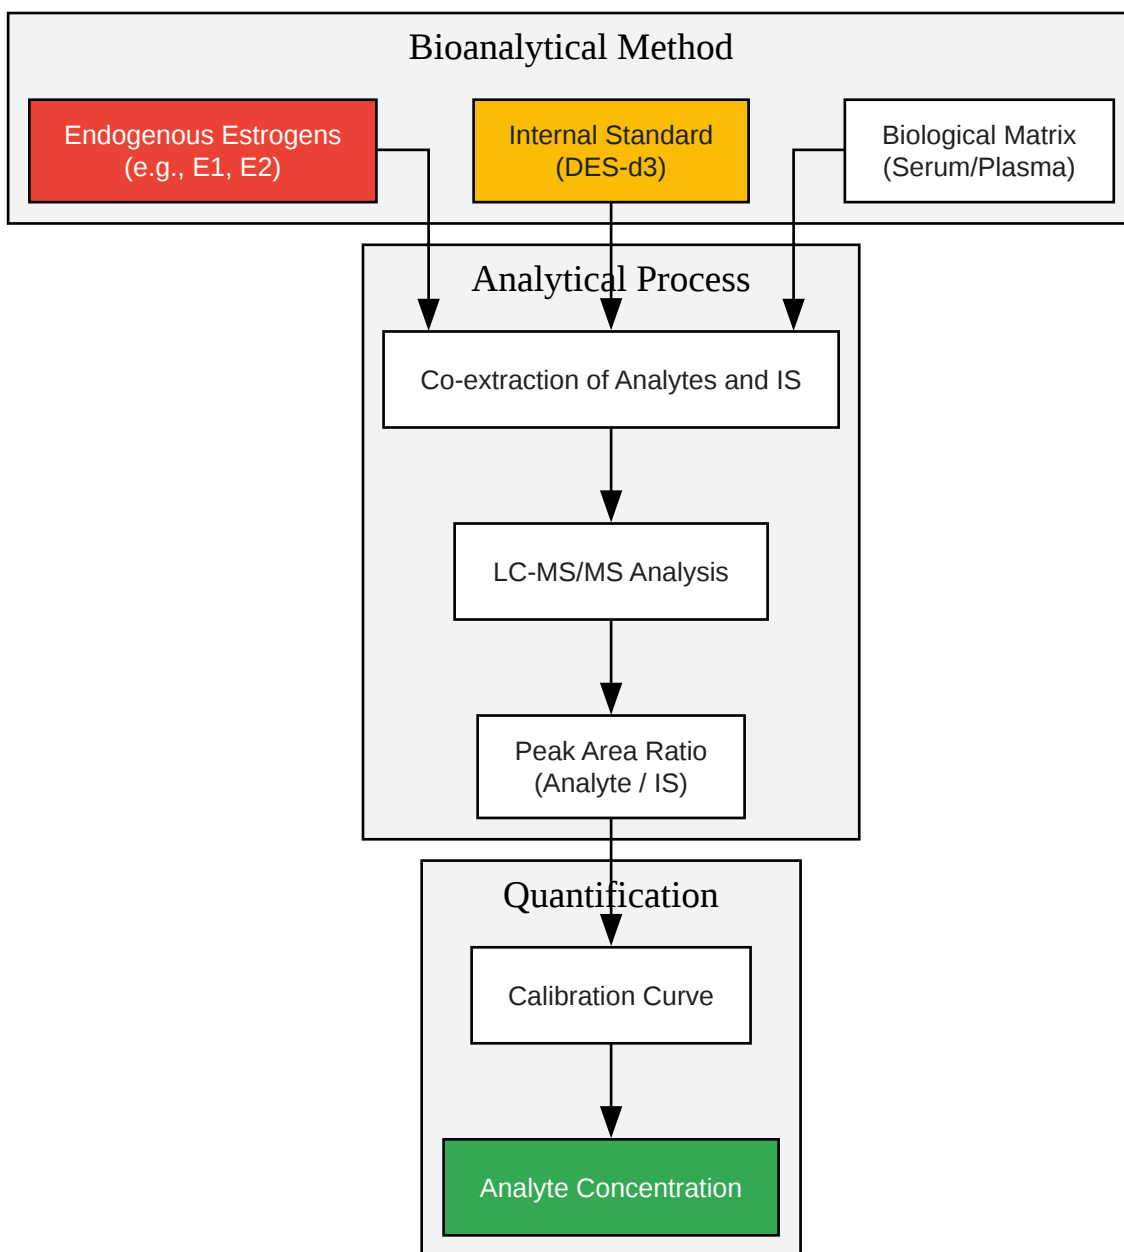 Bioanalytical Method
Endogenous Estrogens
(e.g., E1, E2)
Internal Standard
(DES-d3)
Biological Matrix
(Serum/Plasma)
Analytical Process
Co-extraction of Analytes and IS
LC-MS/MS Analysis
Peak Area Ratio
(Analyte / IS)
Quantification
Calibration Curve
Analyte Concentration